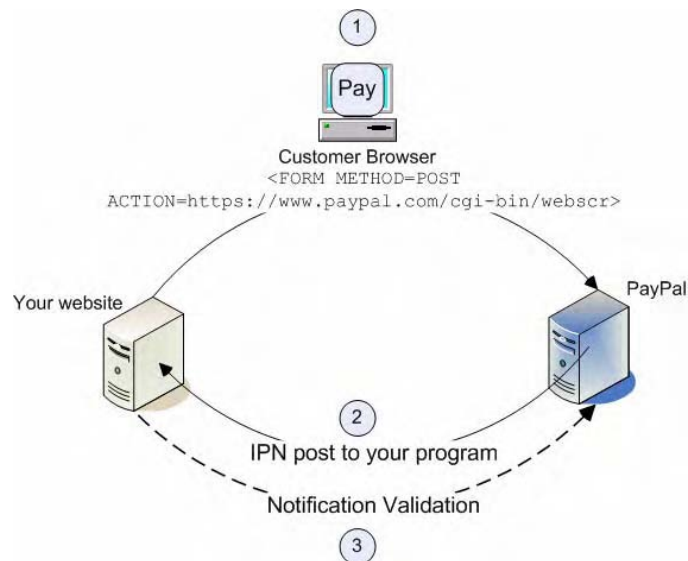 1
Pay
Customer Browser
<FORM METHOD=POST
ACTION=https://www.paypal.com/cgi-bin/webscr>
Your website
PayPal
2
IPN post to your program
Notification Validation
3